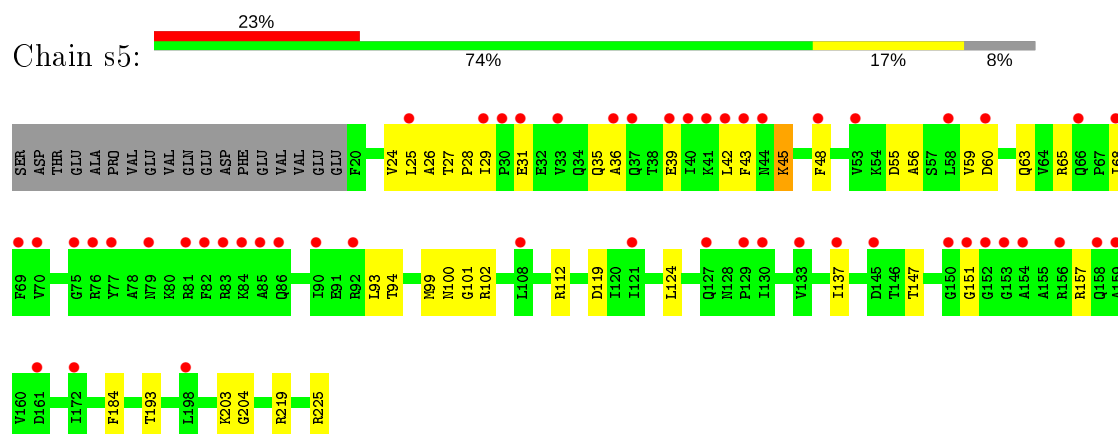 23%
Chain s5:
74% 17% 8%
SER ASP THR GLU ALA PRO VAL GLU VAL GLN GLU ASP PHE GLU VAL VAL GLU GLU F20 V24 L25 A26 T27 P28 I29 P30 E31 E32 V33 Q34 Q35 A36 Q37 T38 E39 I40 K41 L42 F43 N44 K45 F48 V53 K54 D55 A56 S57 L58 V59 D60 Q63 V64 R65 Q66 P67 I68
F69 V70 G75 R76 Y77 A78 N79 K80 R81 F82 R83 K84 A85 Q86 I90 E91 R92 L93 T94 M99 N100 G101 R102 L108 R112 D119 I120 I121 L124 Q127 N128 P129 I130 V133 I137 D145 T146 T147 G150 G151 G152 G153 A154 A155 R156 R157 Q158 A159
V160 D161 I172 F184 T193 L198 K203 G204 R219 R225